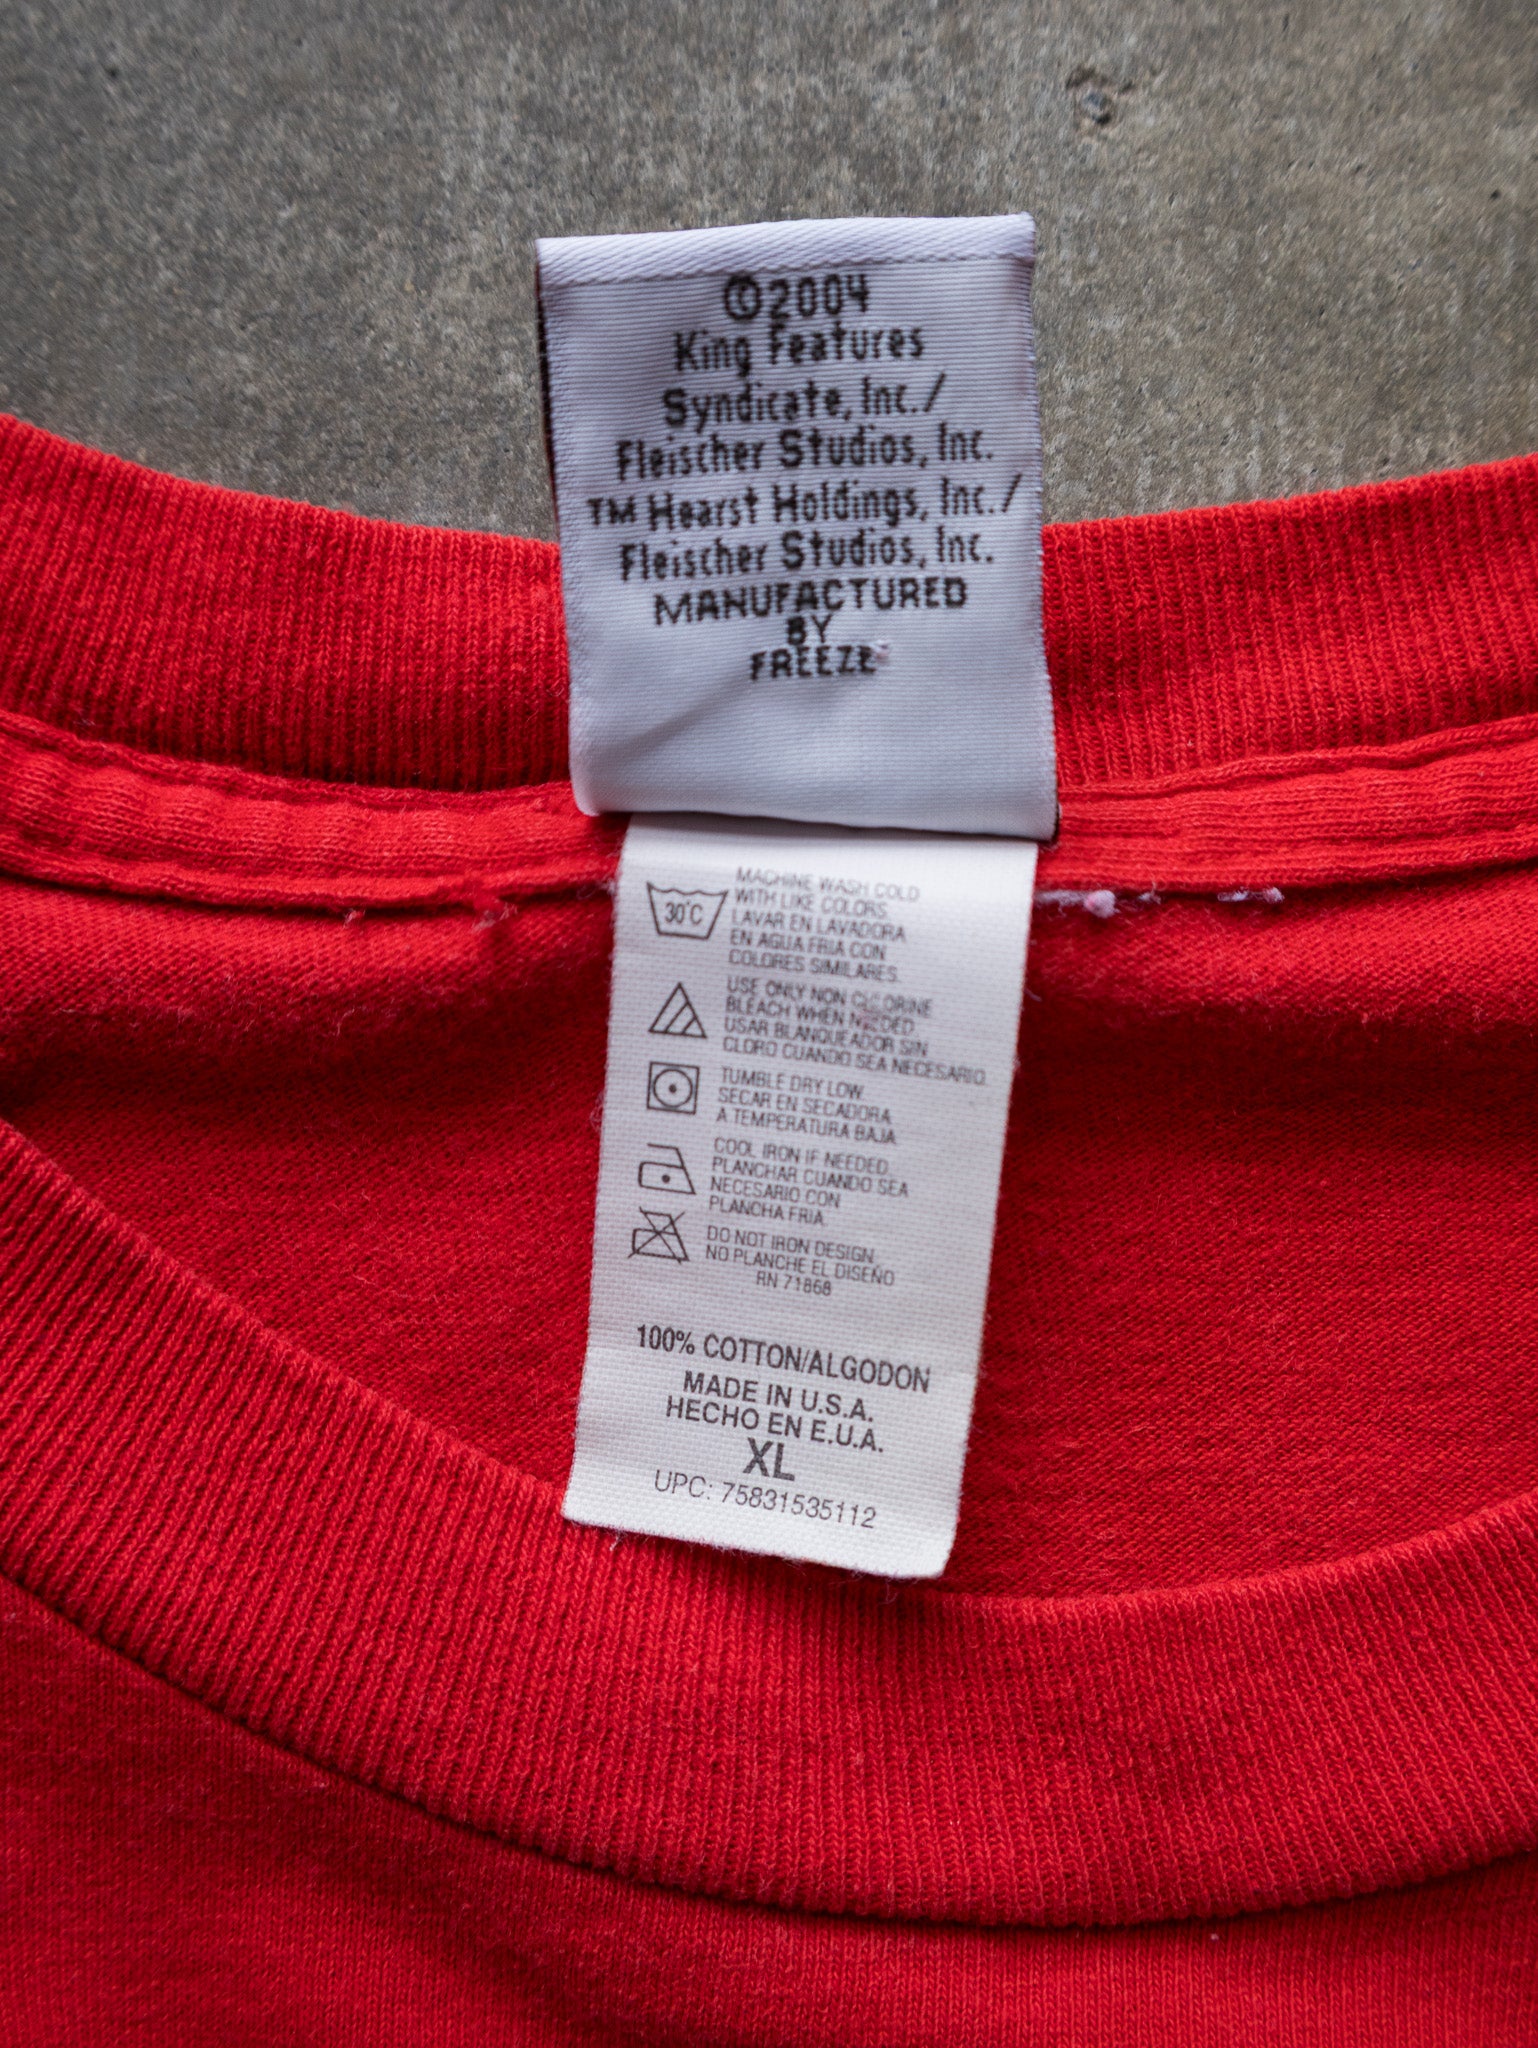 ©2004
King Features
Syndicate, Inc./
Fleischer Studios, Inc.
™ Hearst Holdings, Inc./
Fleischer Studios, Inc.
MANUFACTURED
BY
FREEZE
30°C
MACHINE WASH COLD
WITH LIKE COLORS.
LAVAR EN LAVADORA
EN AGUA FRIA CON
COLORES SIMILARES.
USE ONLY NON CLORINE
BLEACH WHEN NEEDED.
USAR BLANQUEADOR SIN
CLORO CUANDO SEA NECESARIO.
TUMBLE DRY LOW.
SECAR EN SECADORA
A TEMPERATURA BAJA.
COOL IRON IF NEEDED.
PLANCHAR CUANDO SEA
NECESARIO CON
PLANCHA FRIA.
DO NOT IRON DESIGN.
NO PLANCHE EL DISEÑO
RN 71868
100% COTTON/ALGODON
MADE IN U.S.A.
HECHO EN E.U.A.
XL
UPC: 75831535112